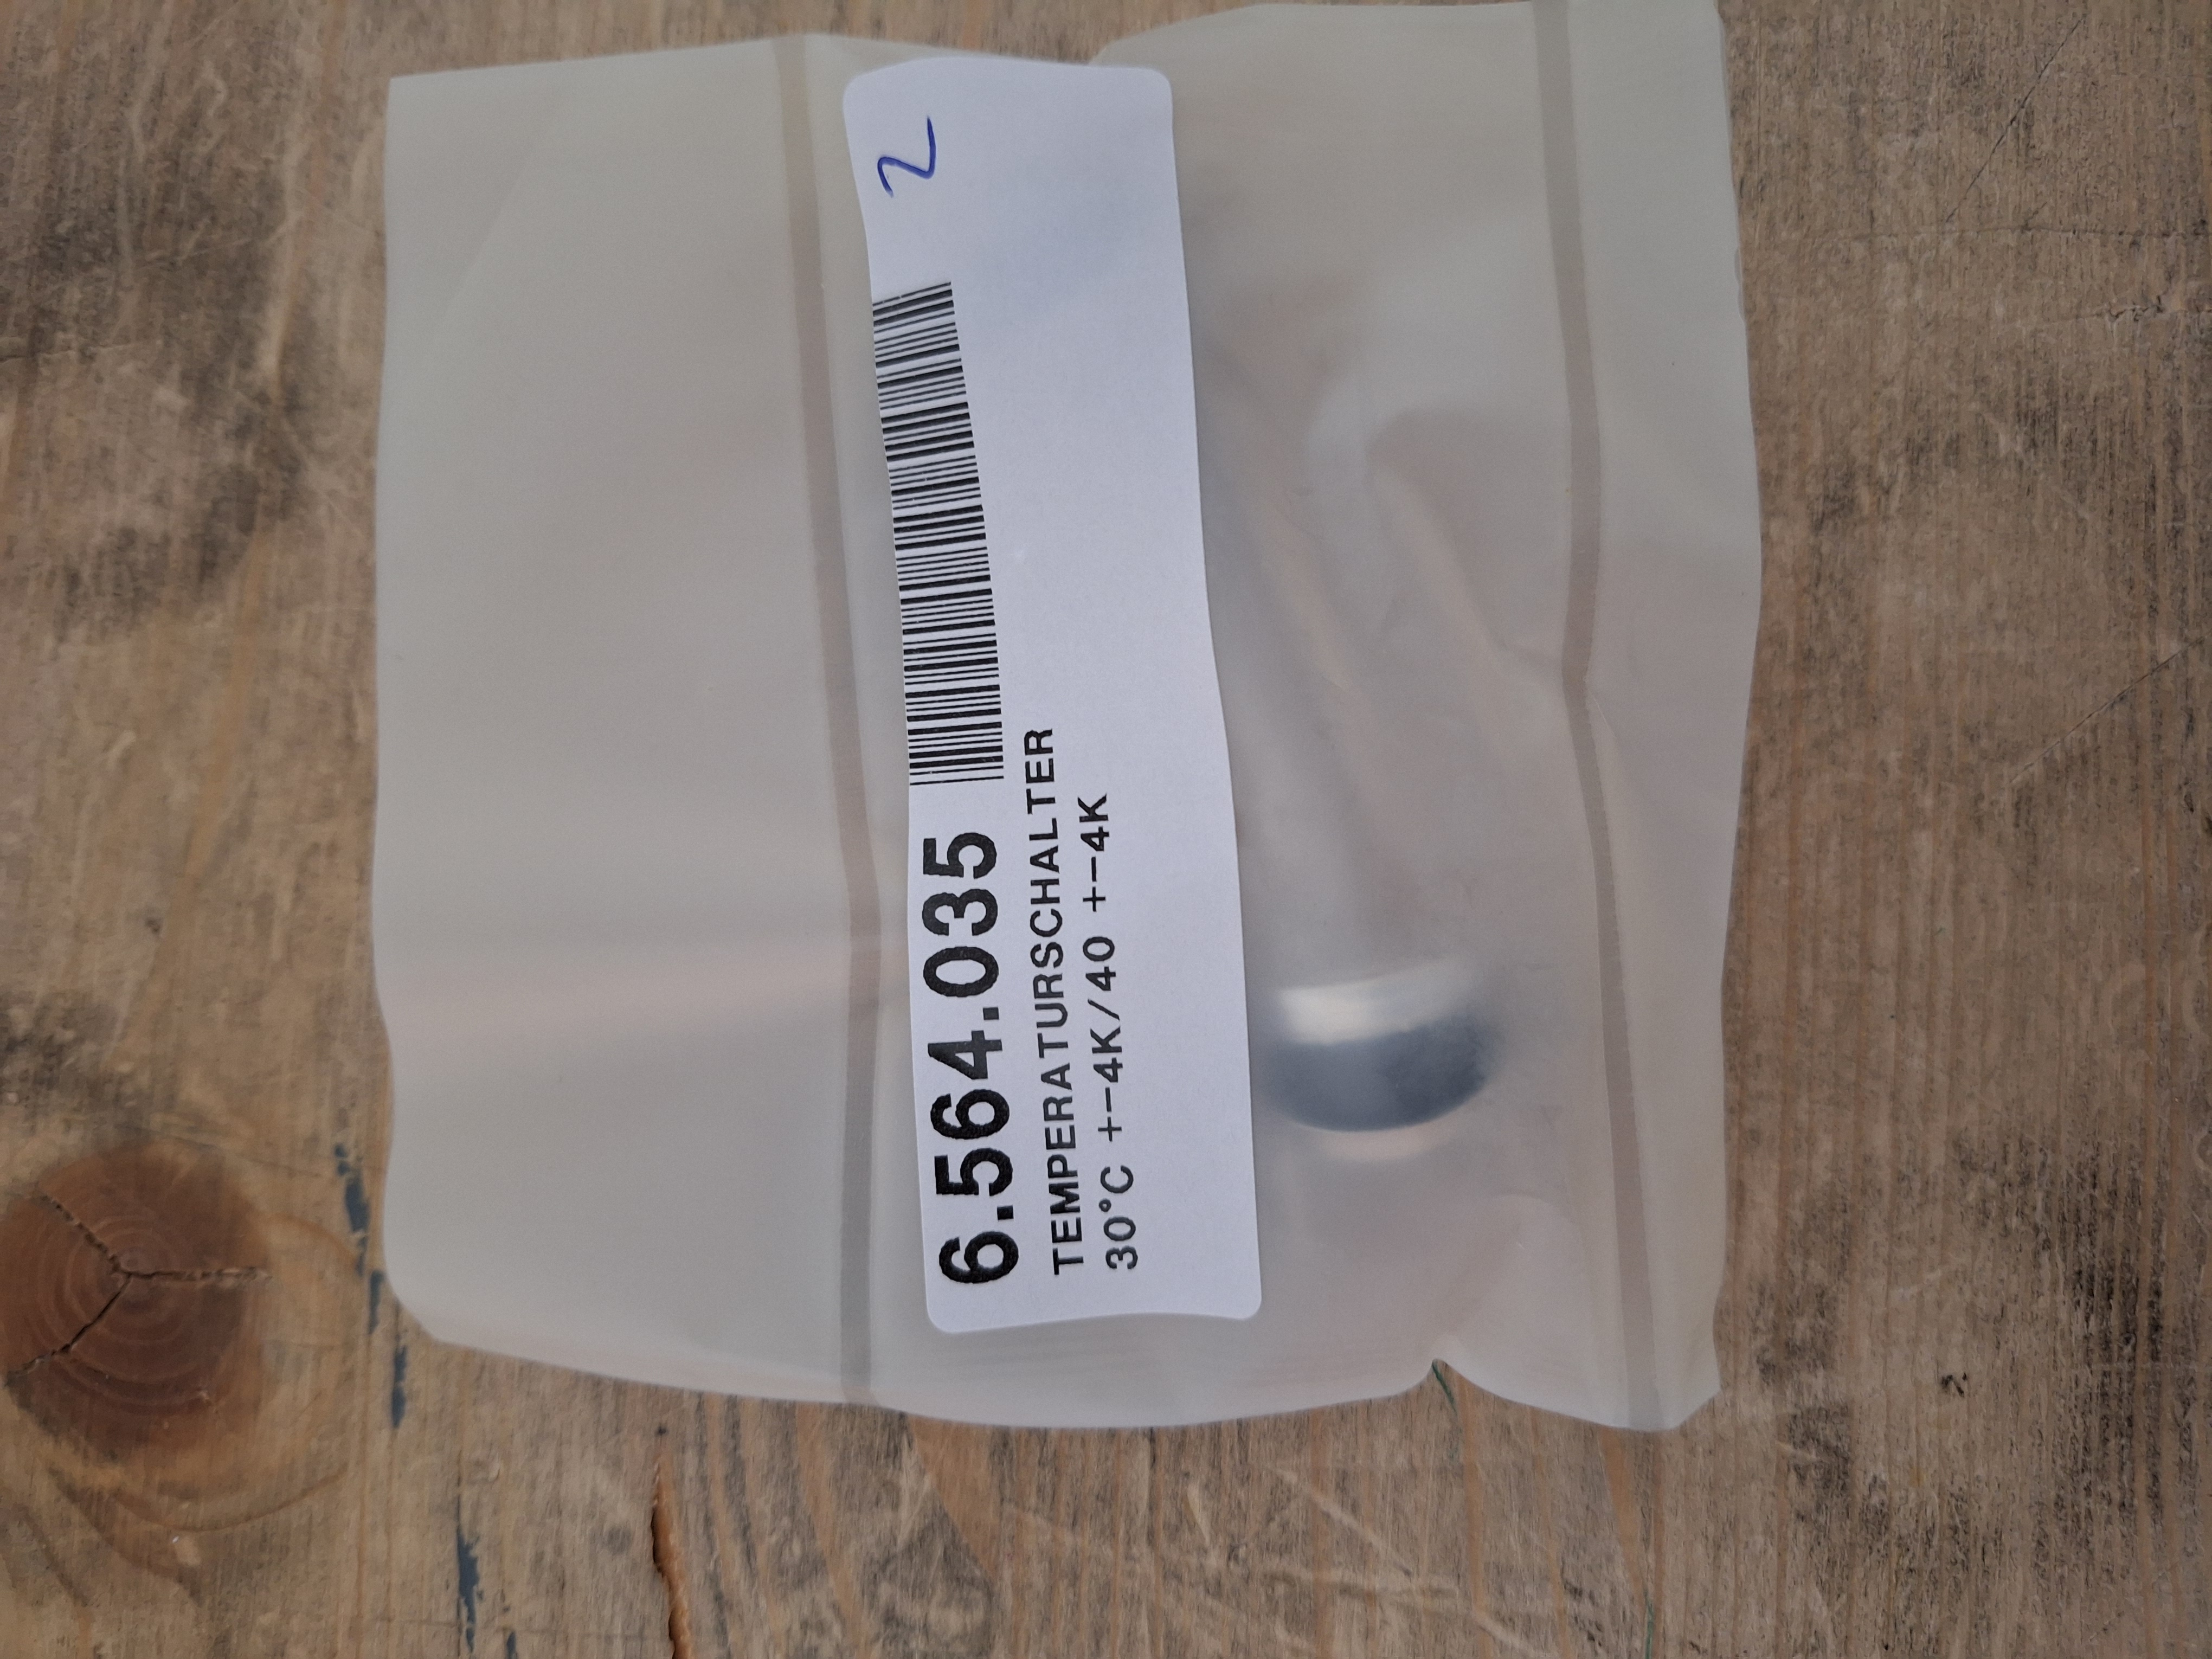 2
6.564.035
TEMPERATURSCHALTER
30°C +-4K/40 +-4K